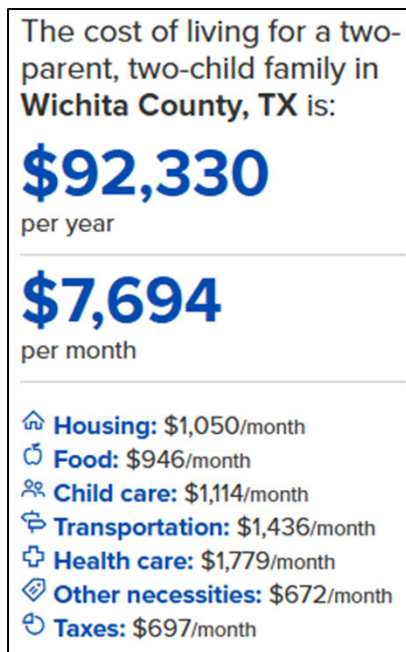 The cost of living for a two-
parent, two-child family in
Wichita County, TX is:
$92,330
per year
$7,694
per month
Housing: $1,050/month
Food: $946/month
Child care: $1,114/month
Transportation: $1,436/month
Health care: $1,779/month
Other necessities: $672/month
Taxes: $697/month